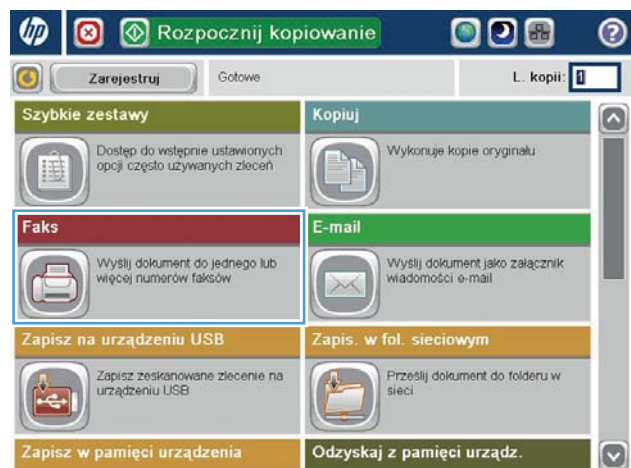 hp
Rozpocznij kopiowanie
?
Zarejestruj
Gotowe
L. kopii: 1
Szybkie zestawy
Dostęp do wstępnie ustawionych
opcji często używanych zleceń
Kopiuj
Wykonuje kopie oryginału
Faks
Wyślij dokument do jednego lub
więcej numerów faksów
E-mail
Wyślij dokument jako załącznik
wiadomości e-mail
Zapisz na urządzeniu USB
Zapisz zeskanowane zlecenie na
urządzeniu USB
Zapis. w fol. sieciowym
Prześlij dokument do folderu w
sieci
Zapisz w pamięci urządzenia
Odzyskaj z pamięci urządz.